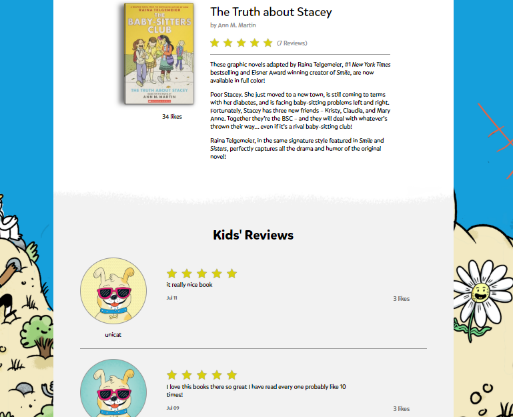 THE
BABY-SITTERS
CLUB
THE TRUTH ABOUT STACEY
ANN M. MARTIN
34 likes
The Truth about Stacey
by Ann M. Martin
(7 Reviews)
These graphic novels adapted by Raina Telgemeier, #1 New York Times
bestselling and Eisner Award winning creator of Smile, are now
available in full color!
Poor Stacey. She just moved to a new town, is still coming to terms
with her diabetes, and is facing baby-sitting problems left and right.
Fortunately, Stacey has three new friends - Kristy, Claudia, and Mary
Anne. Together they're the BSC - and they will deal with whatever's
thrown their way... even if it's a rival baby-sitting club!
Raina Telgemeier, in the same signature style featured in Smile and
Sisters, perfectly captures all the drama and humor of the original
novel!
Kids' Reviews
it really nice book
Jul 11
3 likes
unicat
I love this books there so great I have read every one probably like 10
times!
Jul 09
3 likes